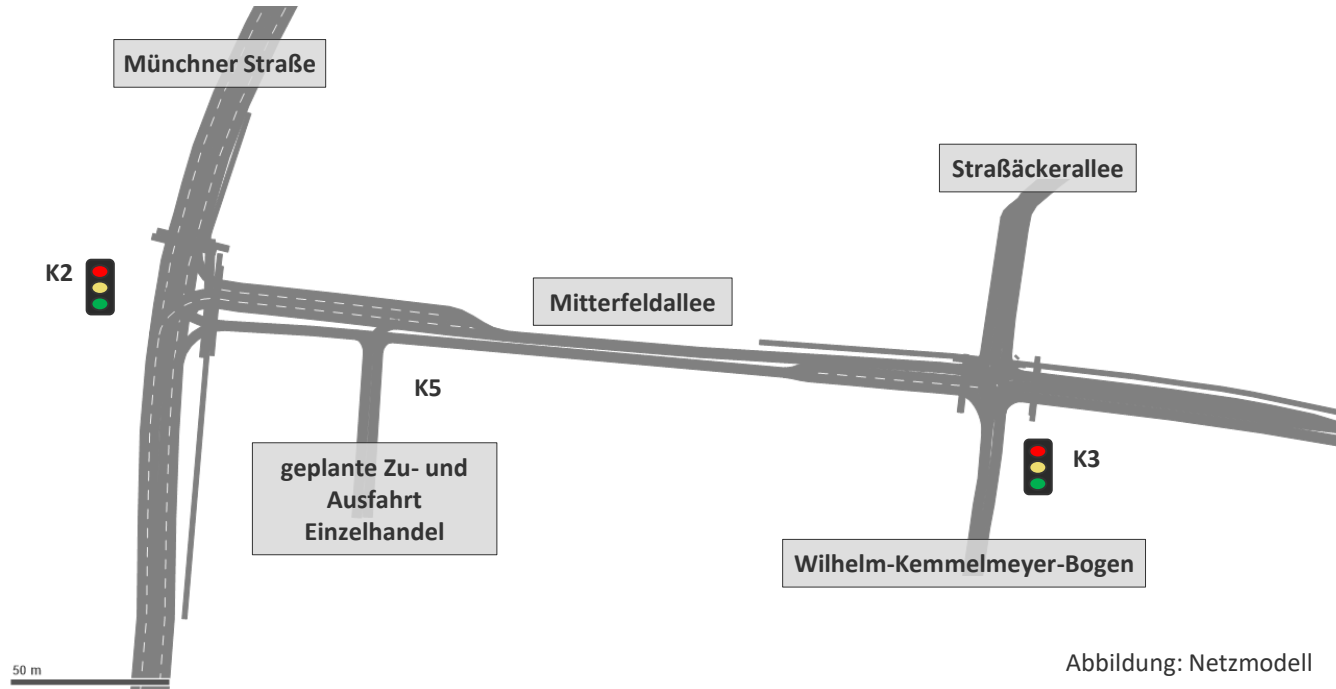 Münchner Straße
Straßäckerallee
K2
Mitterfeldallee
K5
geplante Zu- und
Ausfahrt
Einzelhandel
K3
Wilhelm-Kemmelmeyer-Bogen
50 m
Abbildung: Netzmodell